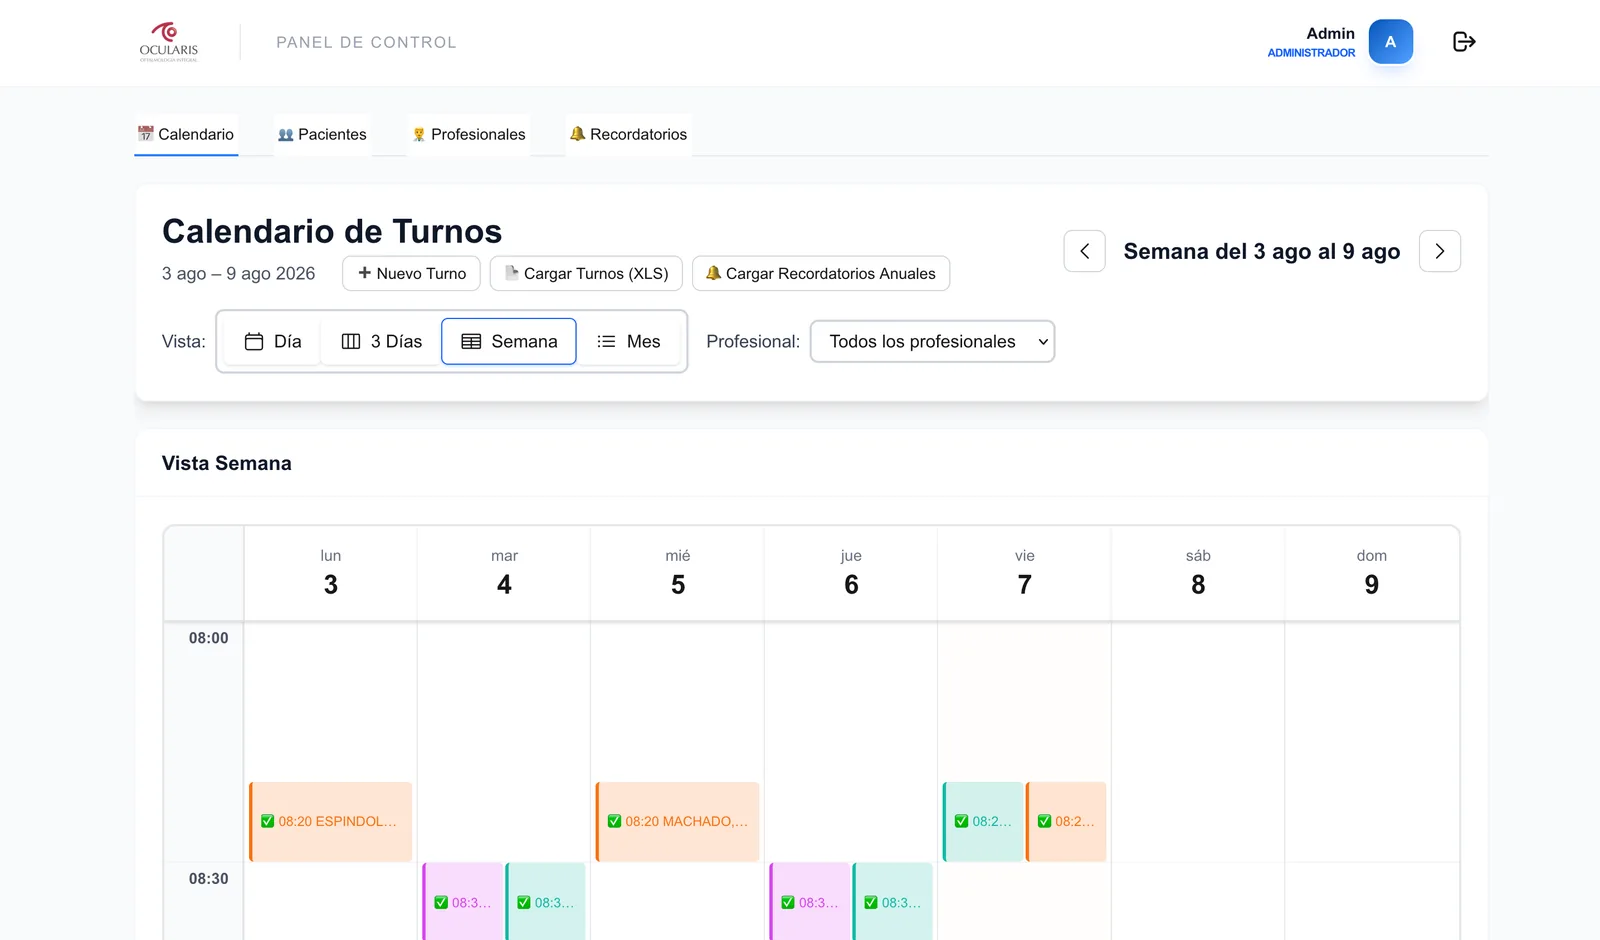 OCULARIS
OFTALMOLOGÍA INTEGRAL
PANEL DE CONTROL
Admin
ADMINISTRADOR
A
17 Calendario
Pacientes
Profesionales
Recordatorios
Calendario de Turnos
3 ago – 9 ago 2026
+ Nuevo Turno
Cargar Turnos (XLS)
Cargar Recordatorios Anuales
Semana del 3 ago al 9 ago
Vista:
Día
3 Días
Semana
Mes
Profesional:
Todos los profesionales
Vista Semana
lun
3
mar
4
mié
5
jue
6
vie
7
sáb
8
dom
9
08:00
✅ 08:20 ESPINDOL...
✅ 08:20 MACHADO,...
✅ 08:2...
✅ 08:2...
08:30
✅ 08:3...
✅ 08:3...
✅ 08:3...
✅ 08:3...